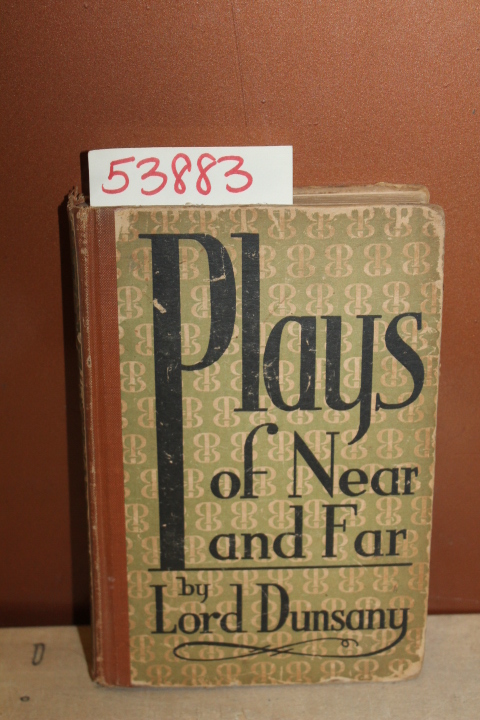 53883
Plays
of Near
and Far
by
Lord Dunsany
D